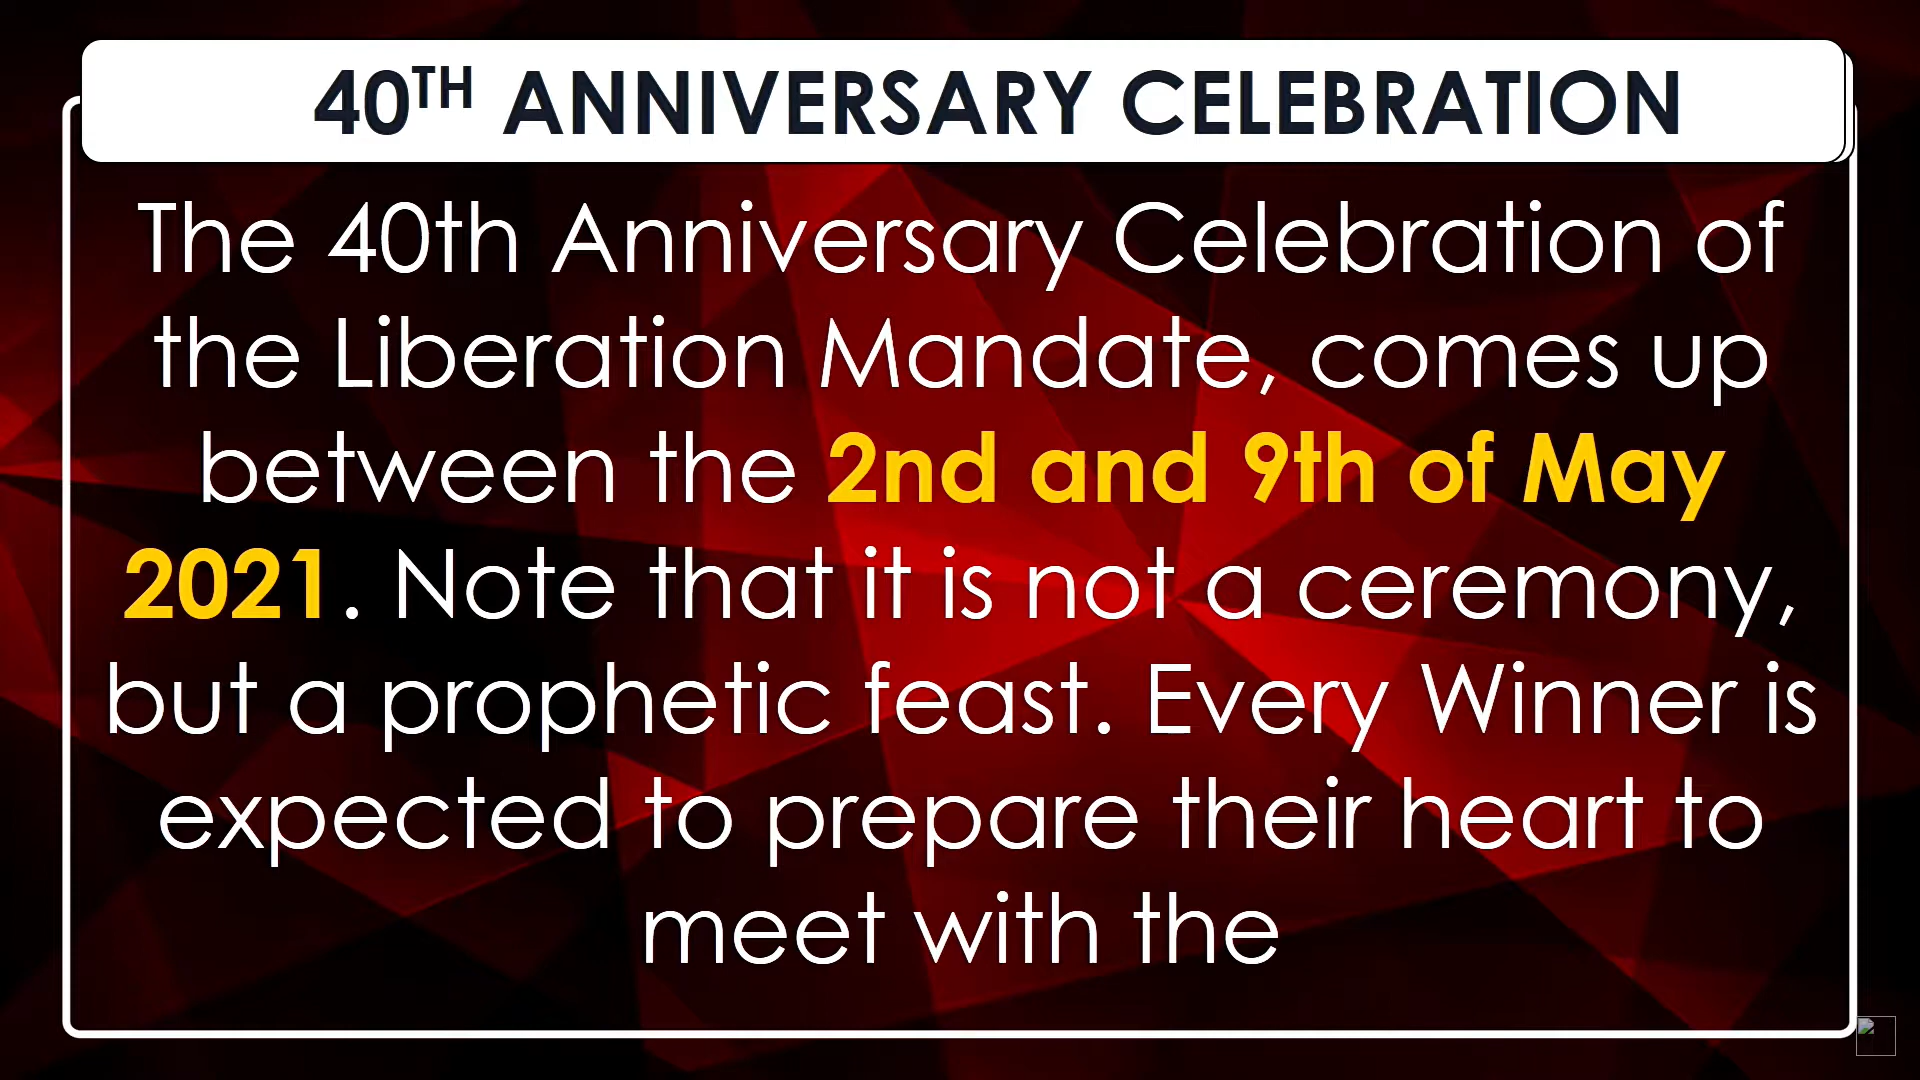 40TH ANNIVERSARY CELEBRATION
The 40th Anniversary Celebration of
the Liberation Mandate, comes up
between the 2nd and 9th of May
2021. Note that it is not a ceremony,
but a prophetic feast. Every Winner is
expected to prepare their heart to
meet with the